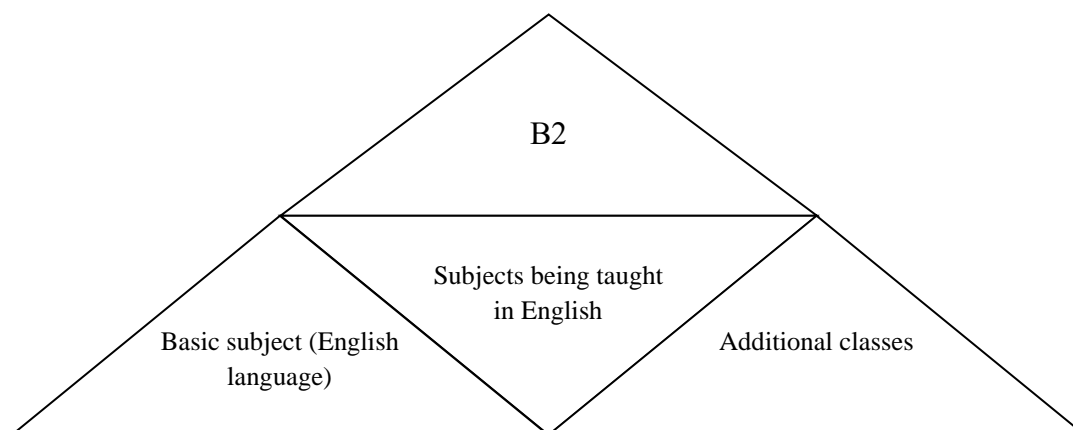 B2
Subjects being taught
in English
Basic subject (English
language)
Additional classes